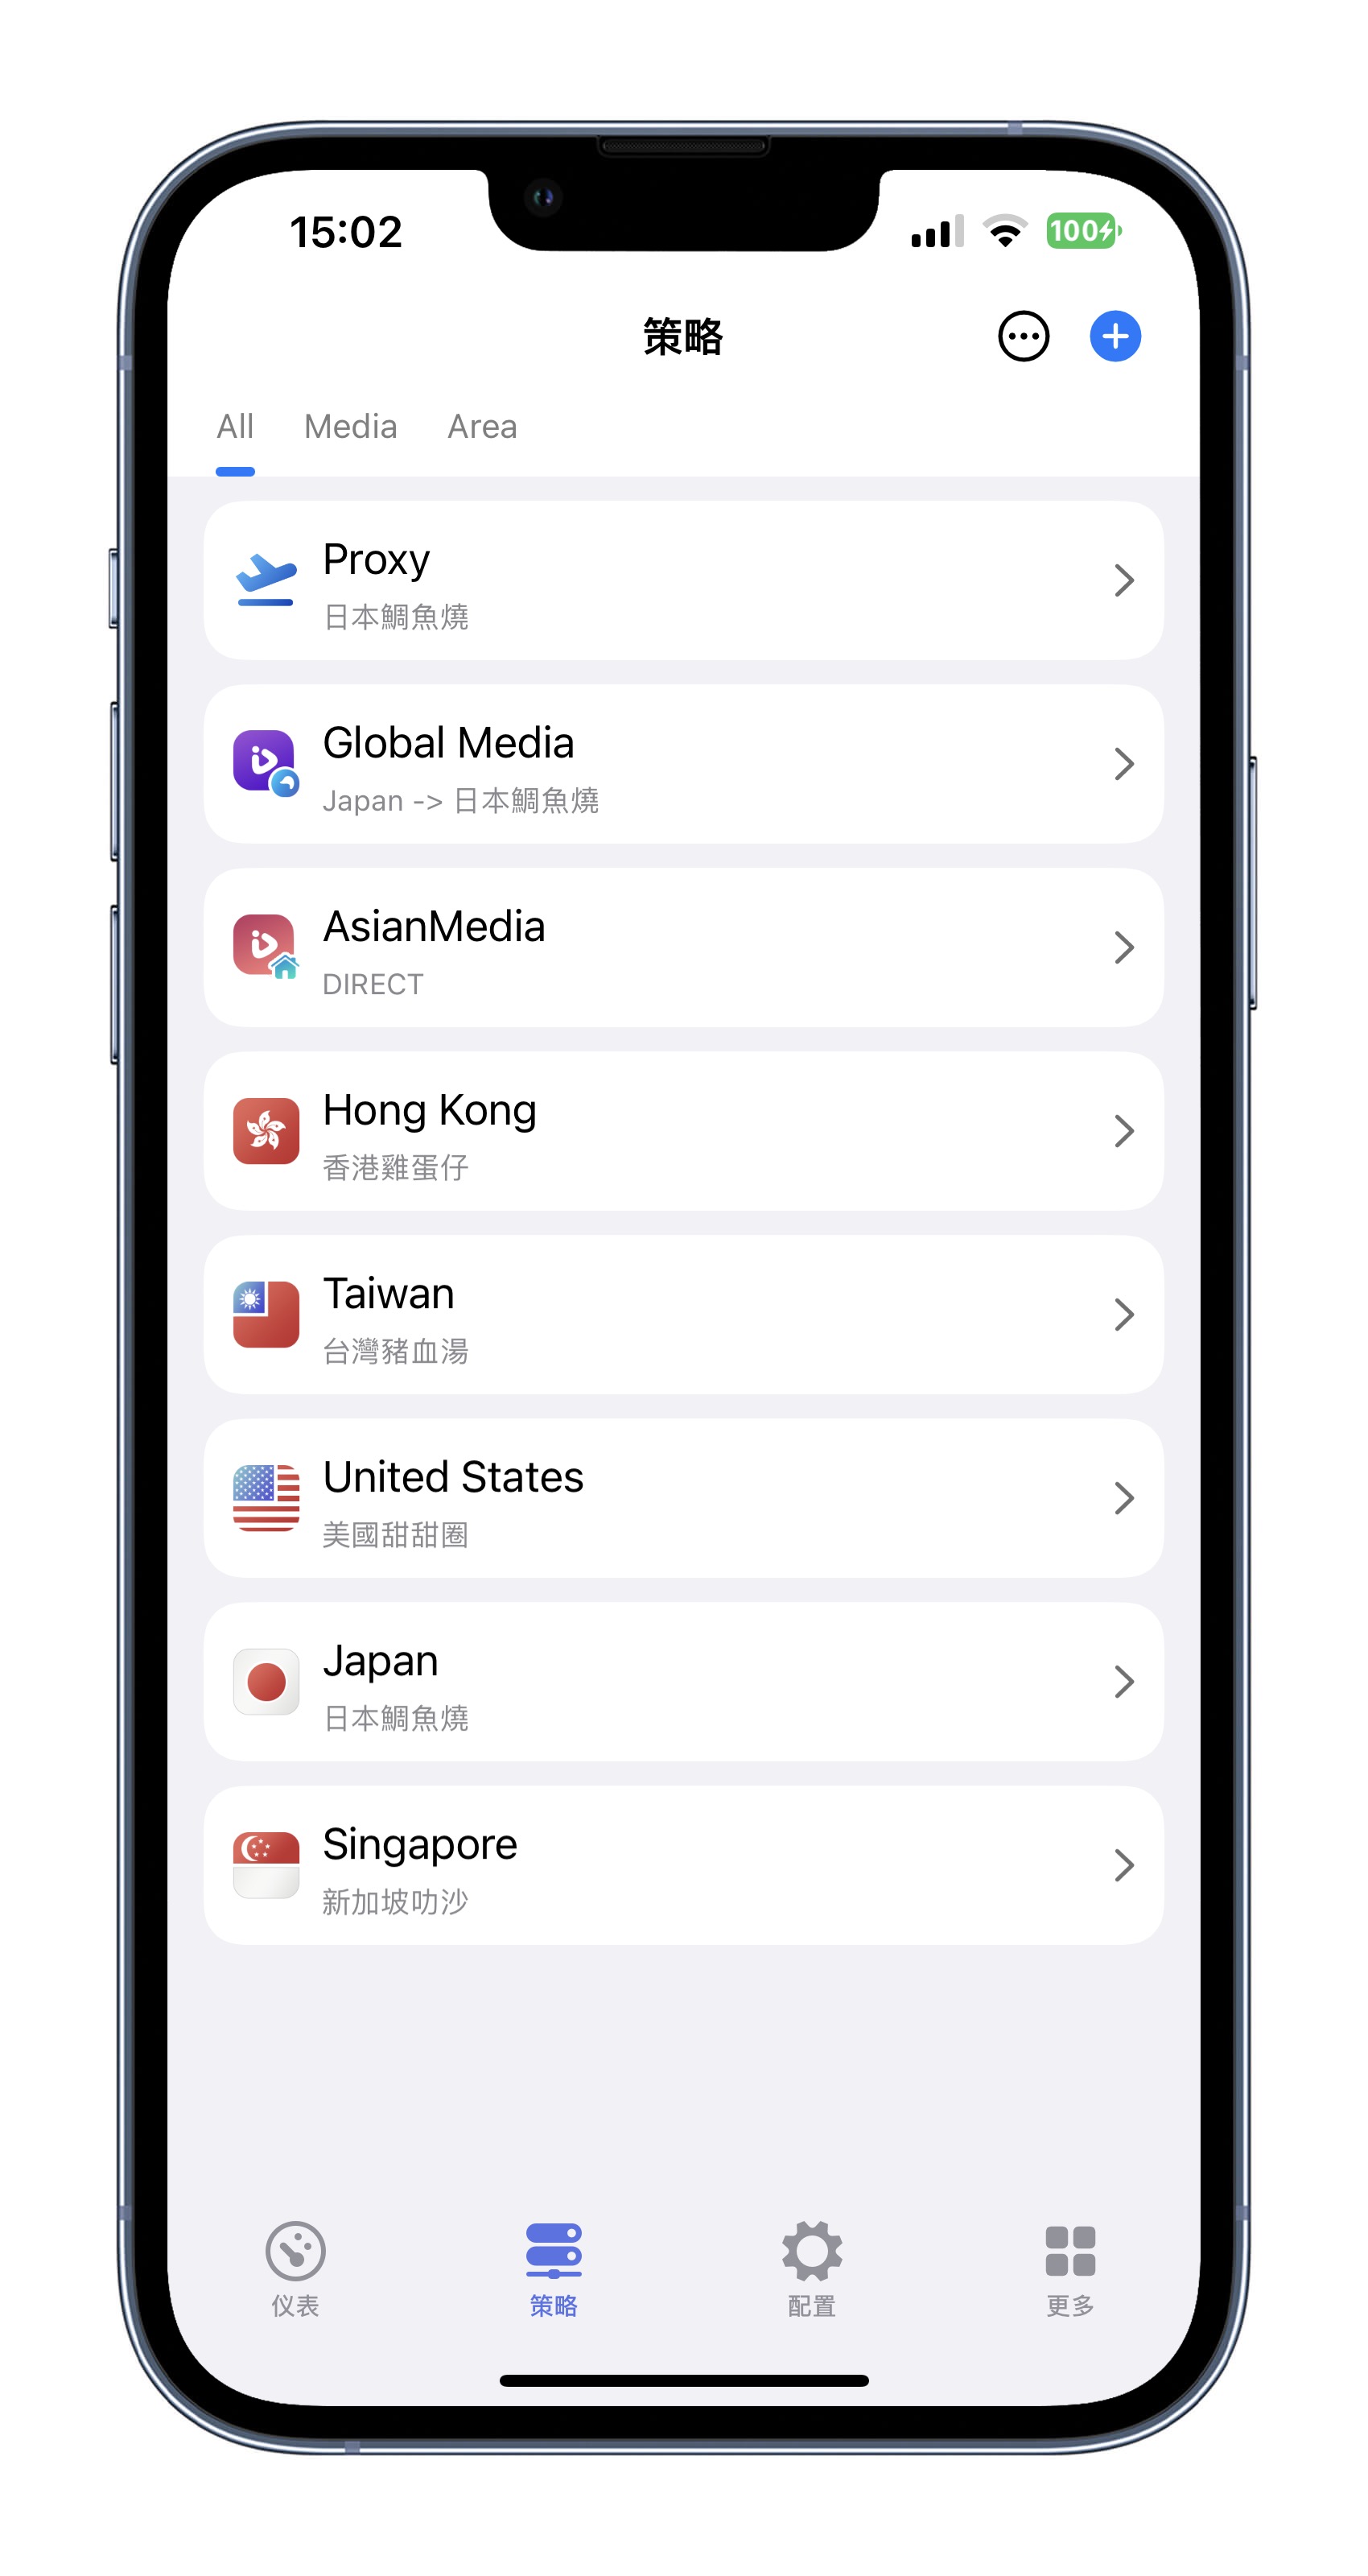 15:02
100
策略
All Media Area
Proxy
日本鯛魚燒
Global Media
Japan -> 日本鯛魚燒
AsianMedia
DIRECT
Hong Kong
香港雞蛋仔
Taiwan
台灣豬血湯
United States
美國甜甜圈
Japan
日本鯛魚燒
Singapore
新加坡叻沙
仪表 策略 配置 更多